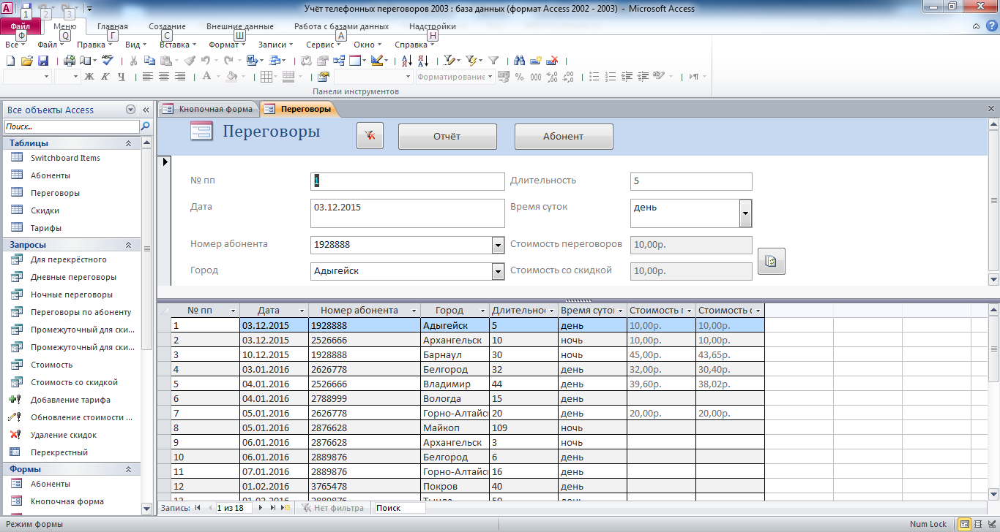 Учёт телефонных переговоров 2003 : база данных (формат Access 2002 - 2003) - Microsoft Access
1 2 3
Файл Меню Главная Создание Внешние данные Работа с базами данных Надстройки
Ф Q Г С Ш А Н
Все Файл Правка Вид Вставка Формат Записи Сервис Окно Справка
Ж К Ч Форматирование % 000
Панели инструментов
Все объекты Access
Поиск...
Таблицы
Switchboard Items
Абоненты
Переговоры
Скидки
Тарифы
Запросы
Для перекрёстного
Дневные переговоры
Ночные переговоры
Переговоры по абоненту
Промежуточный для ски...
Промежуточный для ски...
Стоимость
Стоимость со скидкой
Добавление тарифа
Обновление стоимости ...
Удаление скидок
Перекрестный
Формы
Абоненты
Кнопочная форма
Кнопочная форма Переговоры
Переговоры Отчёт Абонент
№ пп 1 Длительность 5
Дата 03.12.2015 Время суток день
Номер абонента 1928888 Стоимость переговоров 10,00р.
Город Адыгейск Стоимость со скидкой 10,00р.
№ пп Дата Номер абонента Город Длительнос Время суток Стоимость п Стоимость с
1 03.12.2015 1928888 Адыгейск 5 день 10,00р. 10,00р.
2 03.12.2015 2526666 Архангельск 10 ночь 10,00р. 10,00р.
3 10.12.2015 1928888 Барнаул 30 ночь 45,00р. 43,65р.
4 03.01.2016 2626778 Белгород 32 день 32,00р. 30,40р.
5 04.01.2016 2526666 Владимир 44 день 39,60р. 38,02р.
6 04.01.2016 2788999 Вологда 15 день
7 05.01.2016 2626778 Горно-Алтайс 20 день 20,00р. 20,00р.
8 05.01.2016 2876628 Майкоп 109 ночь
9 06.01.2016 2876628 Архангельск 3 ночь
10 06.01.2016 2889876 Белгород 6 день
11 07.01.2016 2889876 Горно-Алтайс 16 день
12 01.02.2016 3765478 Покров 40 день
13 01.02.2016 2889876 Тында 50 день
Запись: 1 из 18 Нет фильтра Поиск
Режим формы Num Lock